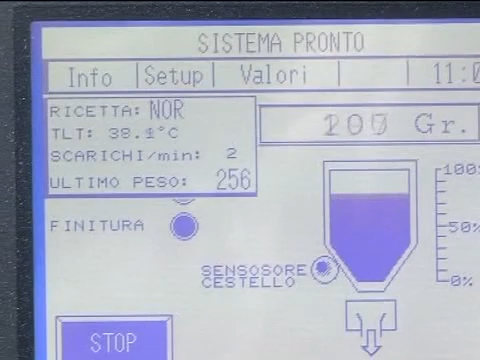 SISTEMA PRONTO
Info Setup Valori 11:0
RICETTA: NOR
TLT: 38.1°C
SCARICHI/min: 2
ULTIMO PESO: 256
200 Gr.
FINITURA
SENSOSORE
CESTELLO
100%
50%
0%
STOP